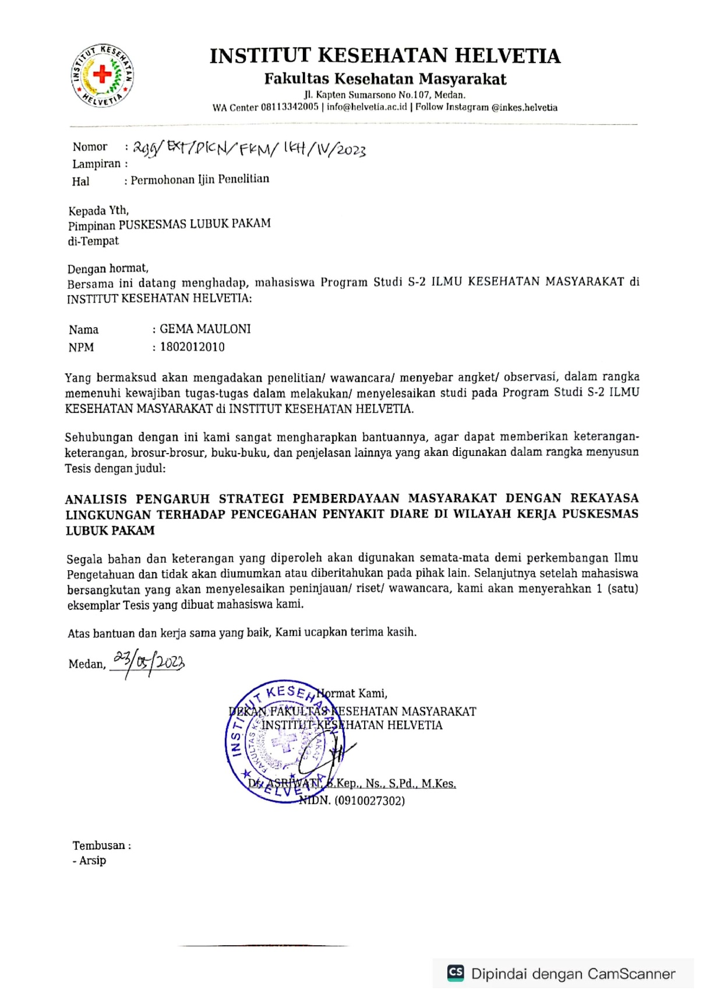 INSTITUT KESEHATAN
HELVETIA
INSTITUT KESEHATAN HELVETIA
Fakultas Kesehatan Masyarakat
Jl. Kapten Sumarsono No.107, Medan.
WA Center 08113342005 | info@helvetia.ac.id | Follow Instagram @inkes.helvetia
Nomor : 299/EXT/DKN/FKM/IKH/IV/2023
Lampiran :
Hal : Permohonan Ijin Penelitian
Kepada Yth,
Pimpinan PUSKESMAS LUBUK PAKAM
di-Tempat
Dengan hormat,
Bersama ini datang menghadap, mahasiswa Program Studi S-2 ILMU KESEHATAN MASYARAKAT di
INSTITUT KESEHATAN HELVETIA:
Nama : GEMA MAULONI
NPM : 1802012010
Yang bermaksud akan mengadakan penelitian/ wawancara/ menyebar angket/ observasi, dalam rangka
memenuhi kewajiban tugas-tugas dalam melakukan/ menyelesaikan studi pada Program Studi S-2 ILMU
KESEHATAN MASYARAKAT di INSTITUT KESEHATAN HELVETIA.
Sehubungan dengan ini kami sangat mengharapkan bantuannya, agar dapat memberikan keterangan-
keterangan, brosur-brosur, buku-buku, dan penjelasan lainnya yang akan digunakan dalam rangka menyusun
Tesis dengan judul:
ANALISIS PENGARUH STRATEGI PEMBERDAYAAN MASYARAKAT DENGAN REKAYASA
LINGKUNGAN TERHADAP PENCEGAHAN PENYAKIT DIARE DI WILAYAH KERJA PUSKESMAS
LUBUK PAKAM
Segala bahan dan keterangan yang diperoleh akan digunakan semata-mata demi perkembangan Ilmu
Pengetahuan dan tidak akan diumumkan atau diberitahukan pada pihak lain. Selanjutnya setelah mahasiswa
bersangkutan yang akan menyelesaikan peninjauan/ riset/ wawancara, kami akan menyerahkan 1 (satu)
eksemplar Tesis yang dibuat mahasiswa kami.
Atas bantuan dan kerja sama yang baik, Kami ucapkan terima kasih.
Medan, 23/05/2023
Hormat Kami,
DEKAN FAKULTAS KESEHATAN MASYARAKAT
INSTITUT KESEHATAN HELVETIA
INSTITUT KESEHATAN
HELVETIA
FAKULTAS KESEHATAN MASYARAKAT
Dr. ASRIWATI, S.Kep., Ns., S.Pd., M.Kes.
NIDN. (0910027302)
Tembusan :
- Arsip
CS Dipindai dengan CamScanner